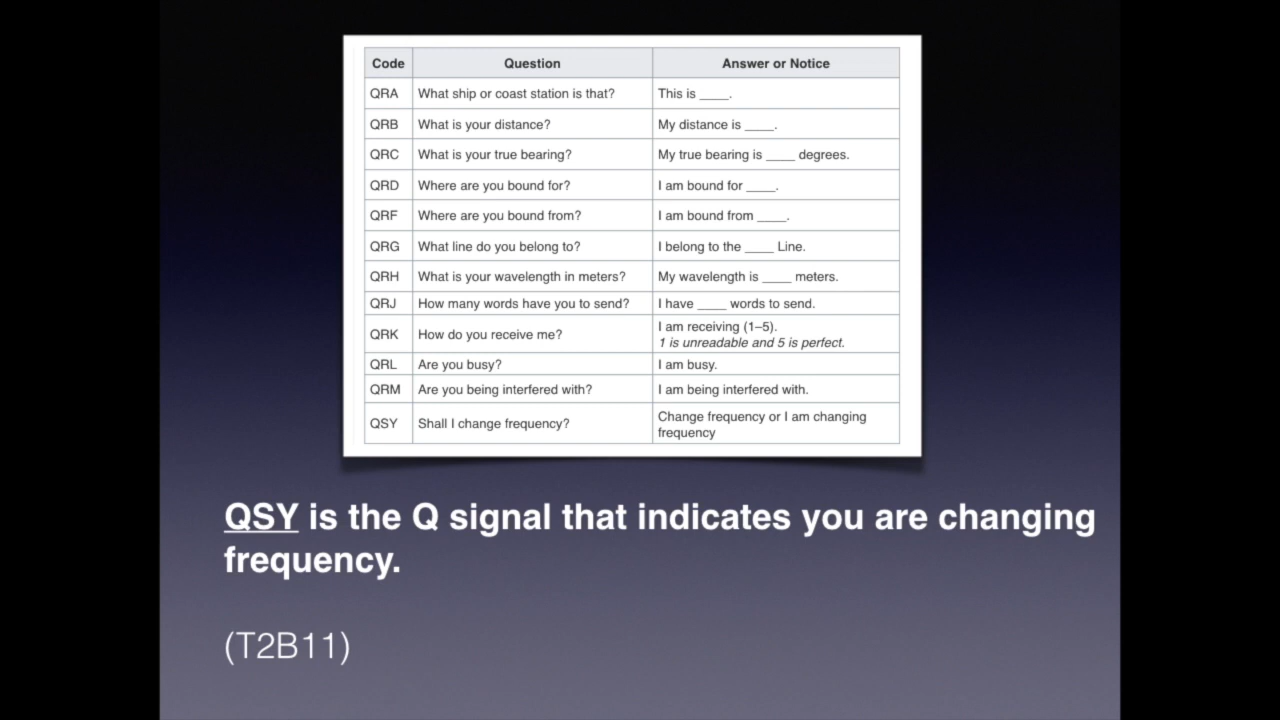 Code Question Answer or Notice
QRA What ship or coast station is that? This is ____.
QRB What is your distance? My distance is ____.
QRC What is your true bearing? My true bearing is ____ degrees.
QRD Where are you bound for? I am bound for ____.
QRF Where are you bound from? I am bound from ____.
QRG What line do you belong to? I belong to the ____ Line.
QRH What is your wavelength in meters? My wavelength is ____ meters.
QRJ How many words have you to send? I have ____ words to send.
QRK How do you receive me? I am receiving (1–5).
1 is unreadable and 5 is perfect.
QRL Are you busy? I am busy.
QRM Are you being interfered with? I am being interfered with.
QSY Shall I change frequency? Change frequency or I am changing
frequency
QSY is the Q signal that indicates you are changing
frequency.
(T2B11)